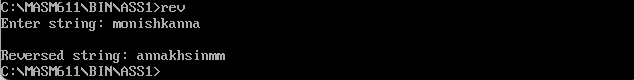 C:\MASM611\BIN\ASS1>rev
Enter string: monishkanna
Reversed string: annakhsinmm
C:\MASM611\BIN\ASS1>